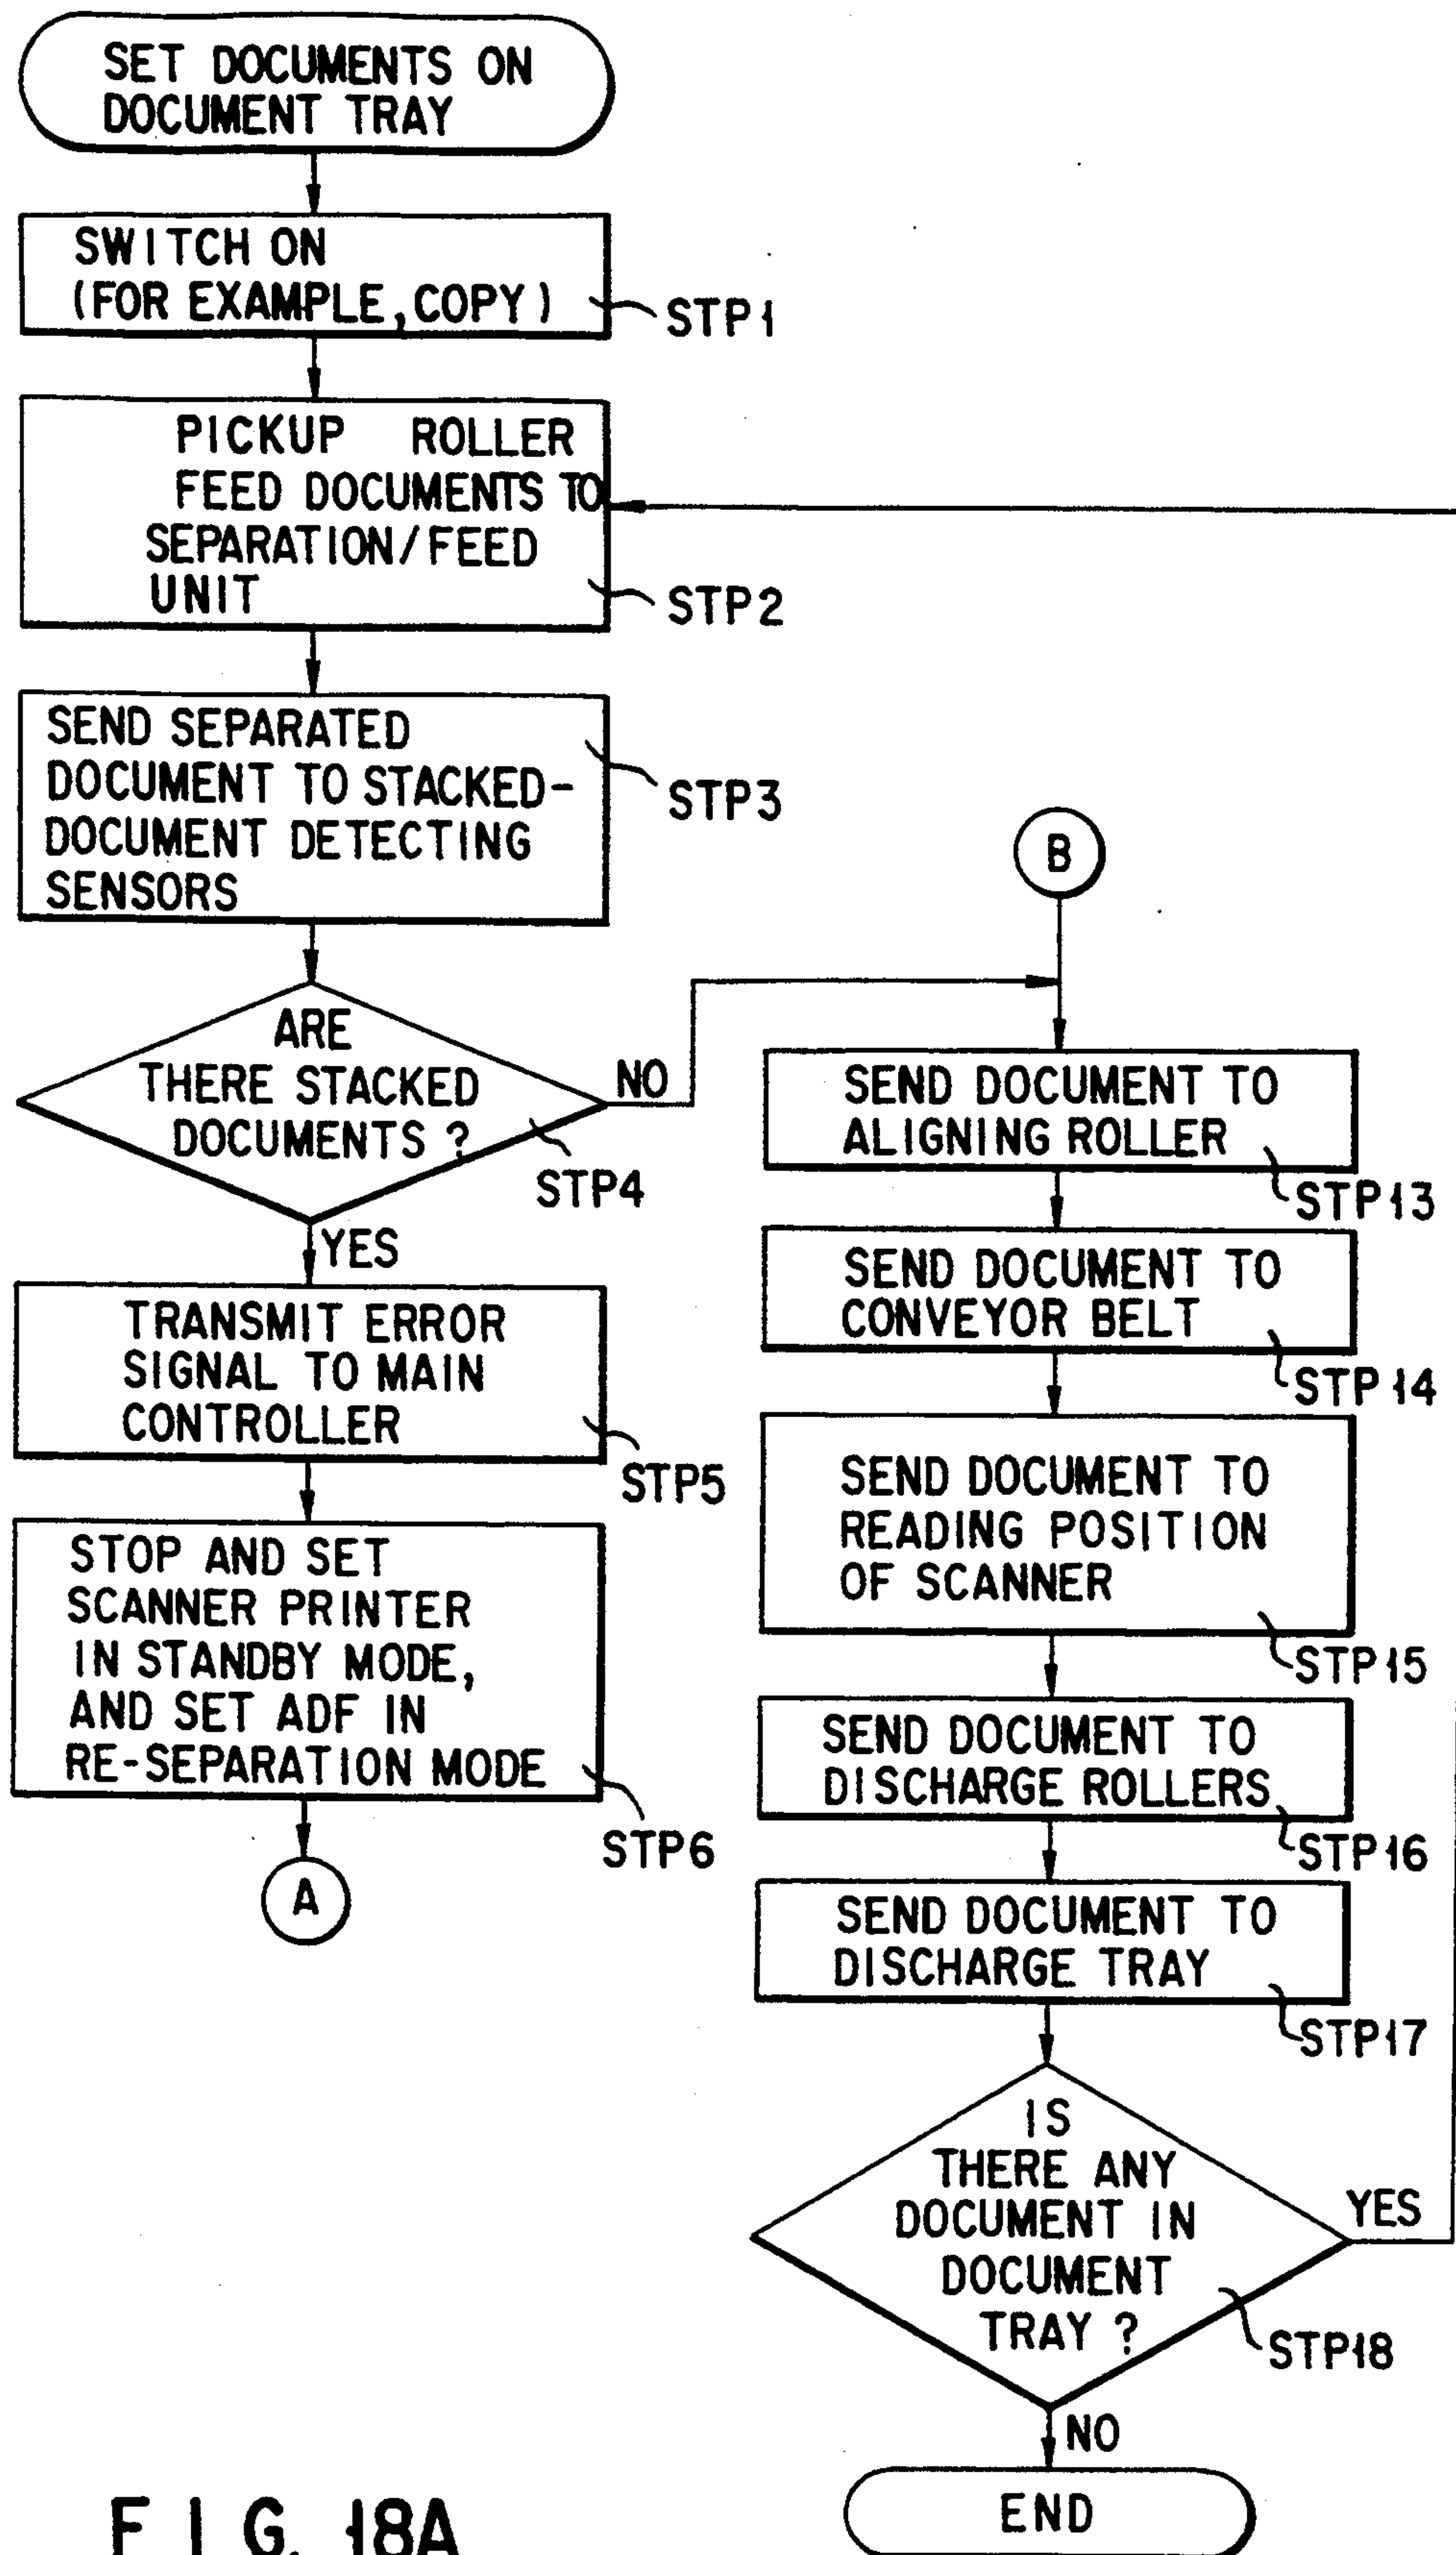 SET DOCUMENTS ON
DOCUMENT TRAY
SWITCH ON
(FOR EXAMPLE, COPY)
STP1
PICKUP ROLLER
FEED DOCUMENTS TO
SEPARATION/FEED
UNIT
STP2
SEND SEPARATED
DOCUMENT TO STACKED-
DOCUMENT DETECTING
SENSORS
STP3
ARE
THERE STACKED
DOCUMENTS ?
NO
STP4
YES
TRANSMIT ERROR
SIGNAL TO MAIN
CONTROLLER
STP5
STOP AND SET
SCANNER PRINTER
IN STANDBY MODE,
AND SET ADF IN
RE-SEPARATION MODE
STP6
A
B
SEND DOCUMENT TO
ALIGNING ROLLER
STP13
SEND DOCUMENT TO
CONVEYOR BELT
STP14
SEND DOCUMENT TO
READING POSITION
OF SCANNER
STP15
SEND DOCUMENT TO
DISCHARGE ROLLERS
STP16
SEND DOCUMENT TO
DISCHARGE TRAY
STP17
IS
THERE ANY
DOCUMENT IN
DOCUMENT
TRAY ?
YES
STP18
NO
END
FIG. 18A